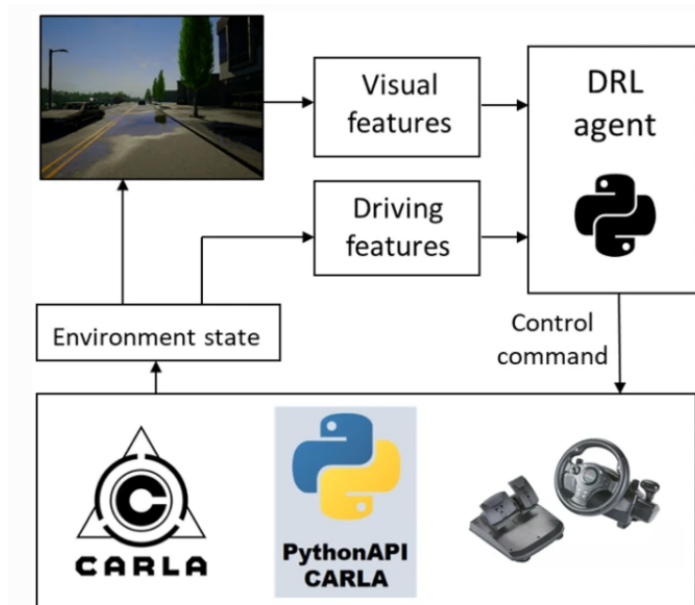 Visual
features
DRL
agent
Driving
features
Environment state
Control
command
CARLA
PythonAPI
CARLA